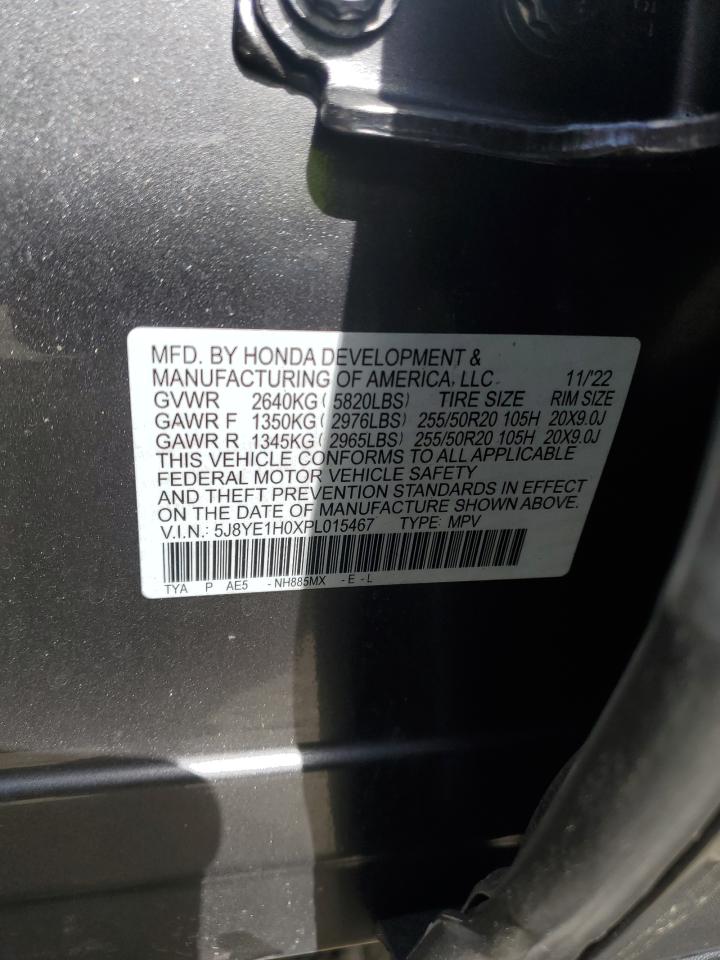 MFD. BY HONDA DEVELOPMENT &
MANUFACTURING OF AMERICA, LLC 11/'22
GVWR 2640KG (5820LBS) TIRE SIZE RIM SIZE
GAWR F 1350KG (2976LBS) 255/50R20 105H 20X9.0J
GAWR R 1345KG (2965LBS) 255/50R20 105H 20X9.0J
THIS VEHICLE CONFORMS TO ALL APPLICABLE
FEDERAL MOTOR VEHICLE SAFETY
AND THEFT PREVENTION STANDARDS IN EFFECT
ON THE DATE OF MANUFACTURE SHOWN ABOVE.
V.I.N.: 5J8YE1H0XPL015467 TYPE: MPV
TYA P AE5 -NH885MX -E -L